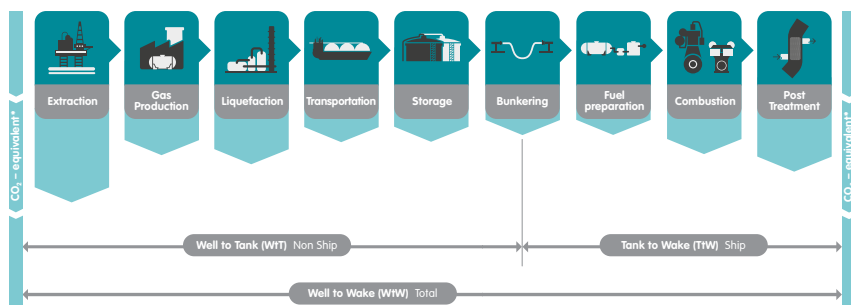 Extraction
Gas
Production
Liquefaction
Transportation
Storage
Bunkering
Fuel
preparation
Combustion
Post
Treatment
CO₂ – equivalent*
CO₂ – equivalent*
Well to Tank (WtT) Non Ship
Tank to Wake (TtW) Ship
Well to Wake (WtW) Total